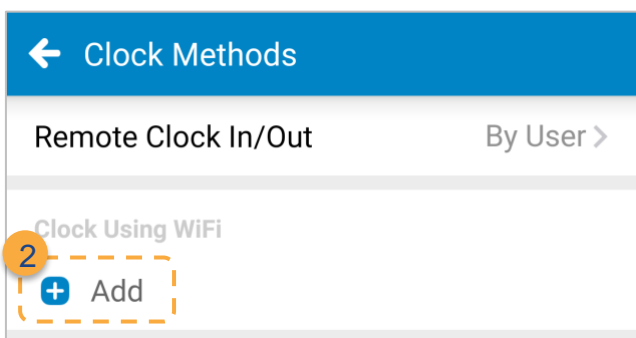 Clock Methods
Remote Clock In/Out By User
Clock Using WiFi
2
Add